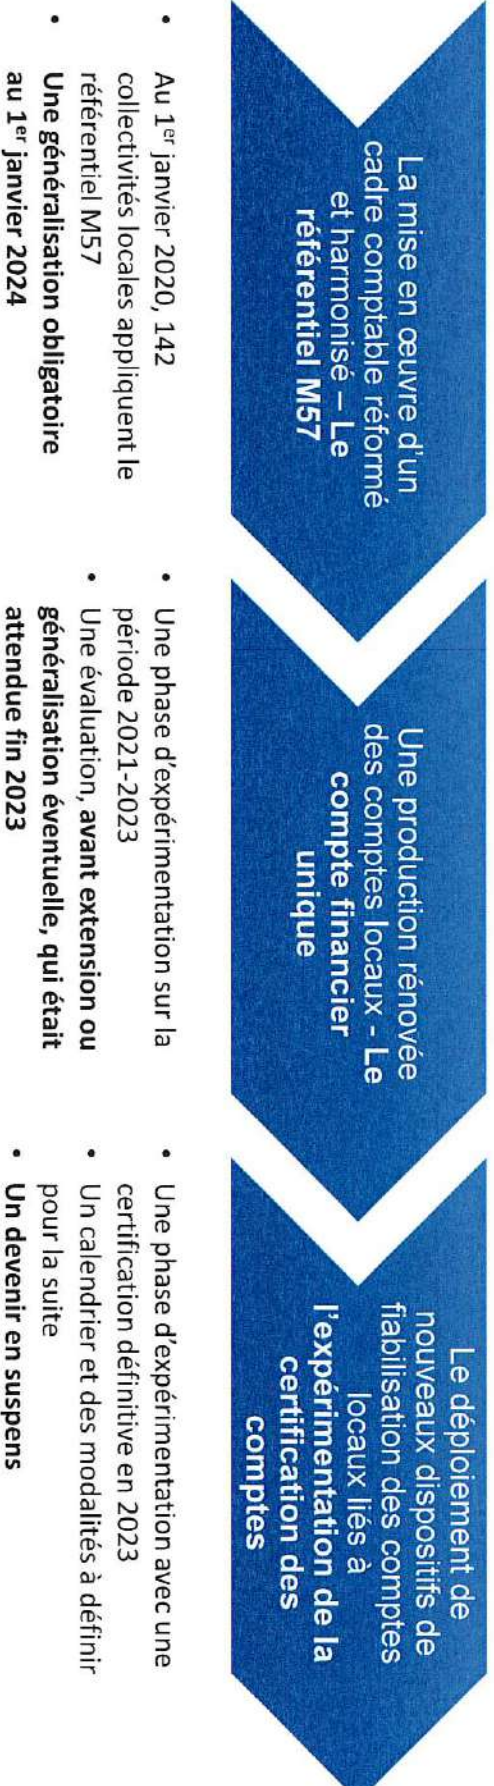 La mise en œuvre d'un
cadre comptable réformé
et harmonisé – Le
référentiel M57
• Au 1er janvier 2020, 142
collectivités locales appliquent le
référentiel M57
• Une généralisation obligatoire
au 1er janvier 2024
Une production rénovée
des comptes locaux - Le
compte financier
unique
• Une phase d'expérimentation sur la
période 2021-2023
• Une évaluation, avant extension ou
généralisation éventuelle, qui était
attendue fin 2023
Le déploiement de
nouveaux dispositifs de
fiabilisation des comptes
locaux liés à
l'expérimentation de la
certification des
comptes
• Une phase d'expérimentation avec une
certification définitive en 2023
• Un calendrier et des modalités à définir
pour la suite
• Un devenir en suspens